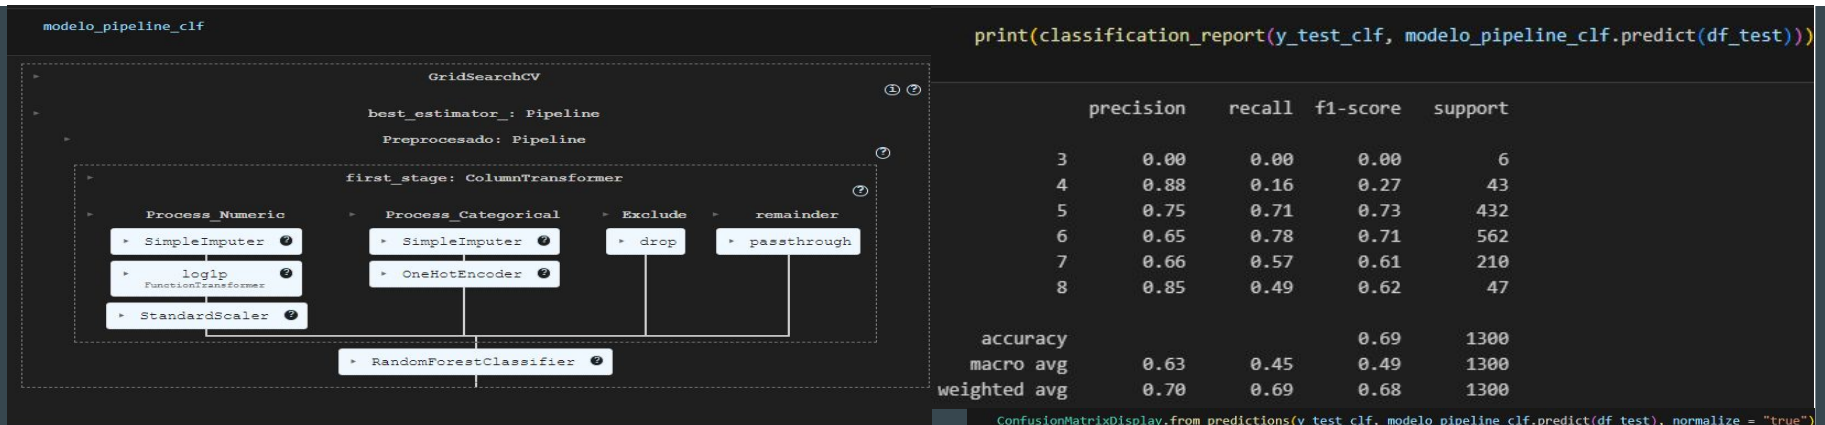 modelo_pipeline_clf
GridSearchCV
best_estimator_: Pipeline
Preprocesado: Pipeline
first_stage: ColumnTransformer
Process_Numeric Process_Categorical Exclude remainder
SimpleImputer SimpleImputer drop passthrough
log1p OneHotEncoder
FunctionTransformer
StandardScaler
RandomForestClassifier
print(classification_report(y_test_clf, modelo_pipeline_clf.predict(df_test)))
precision recall f1-score support
3 0.00 0.00 0.00 6
4 0.88 0.16 0.27 43
5 0.75 0.71 0.73 432
6 0.65 0.78 0.71 562
7 0.66 0.57 0.61 210
8 0.85 0.49 0.62 47
accuracy 0.69 1300
macro avg 0.63 0.45 0.49 1300
weighted avg 0.70 0.69 0.68 1300
ConfusionMatrixDisplay.from_predictions(y_test_clf, modelo_pipeline_clf.predict(df_test), normalize = "true")